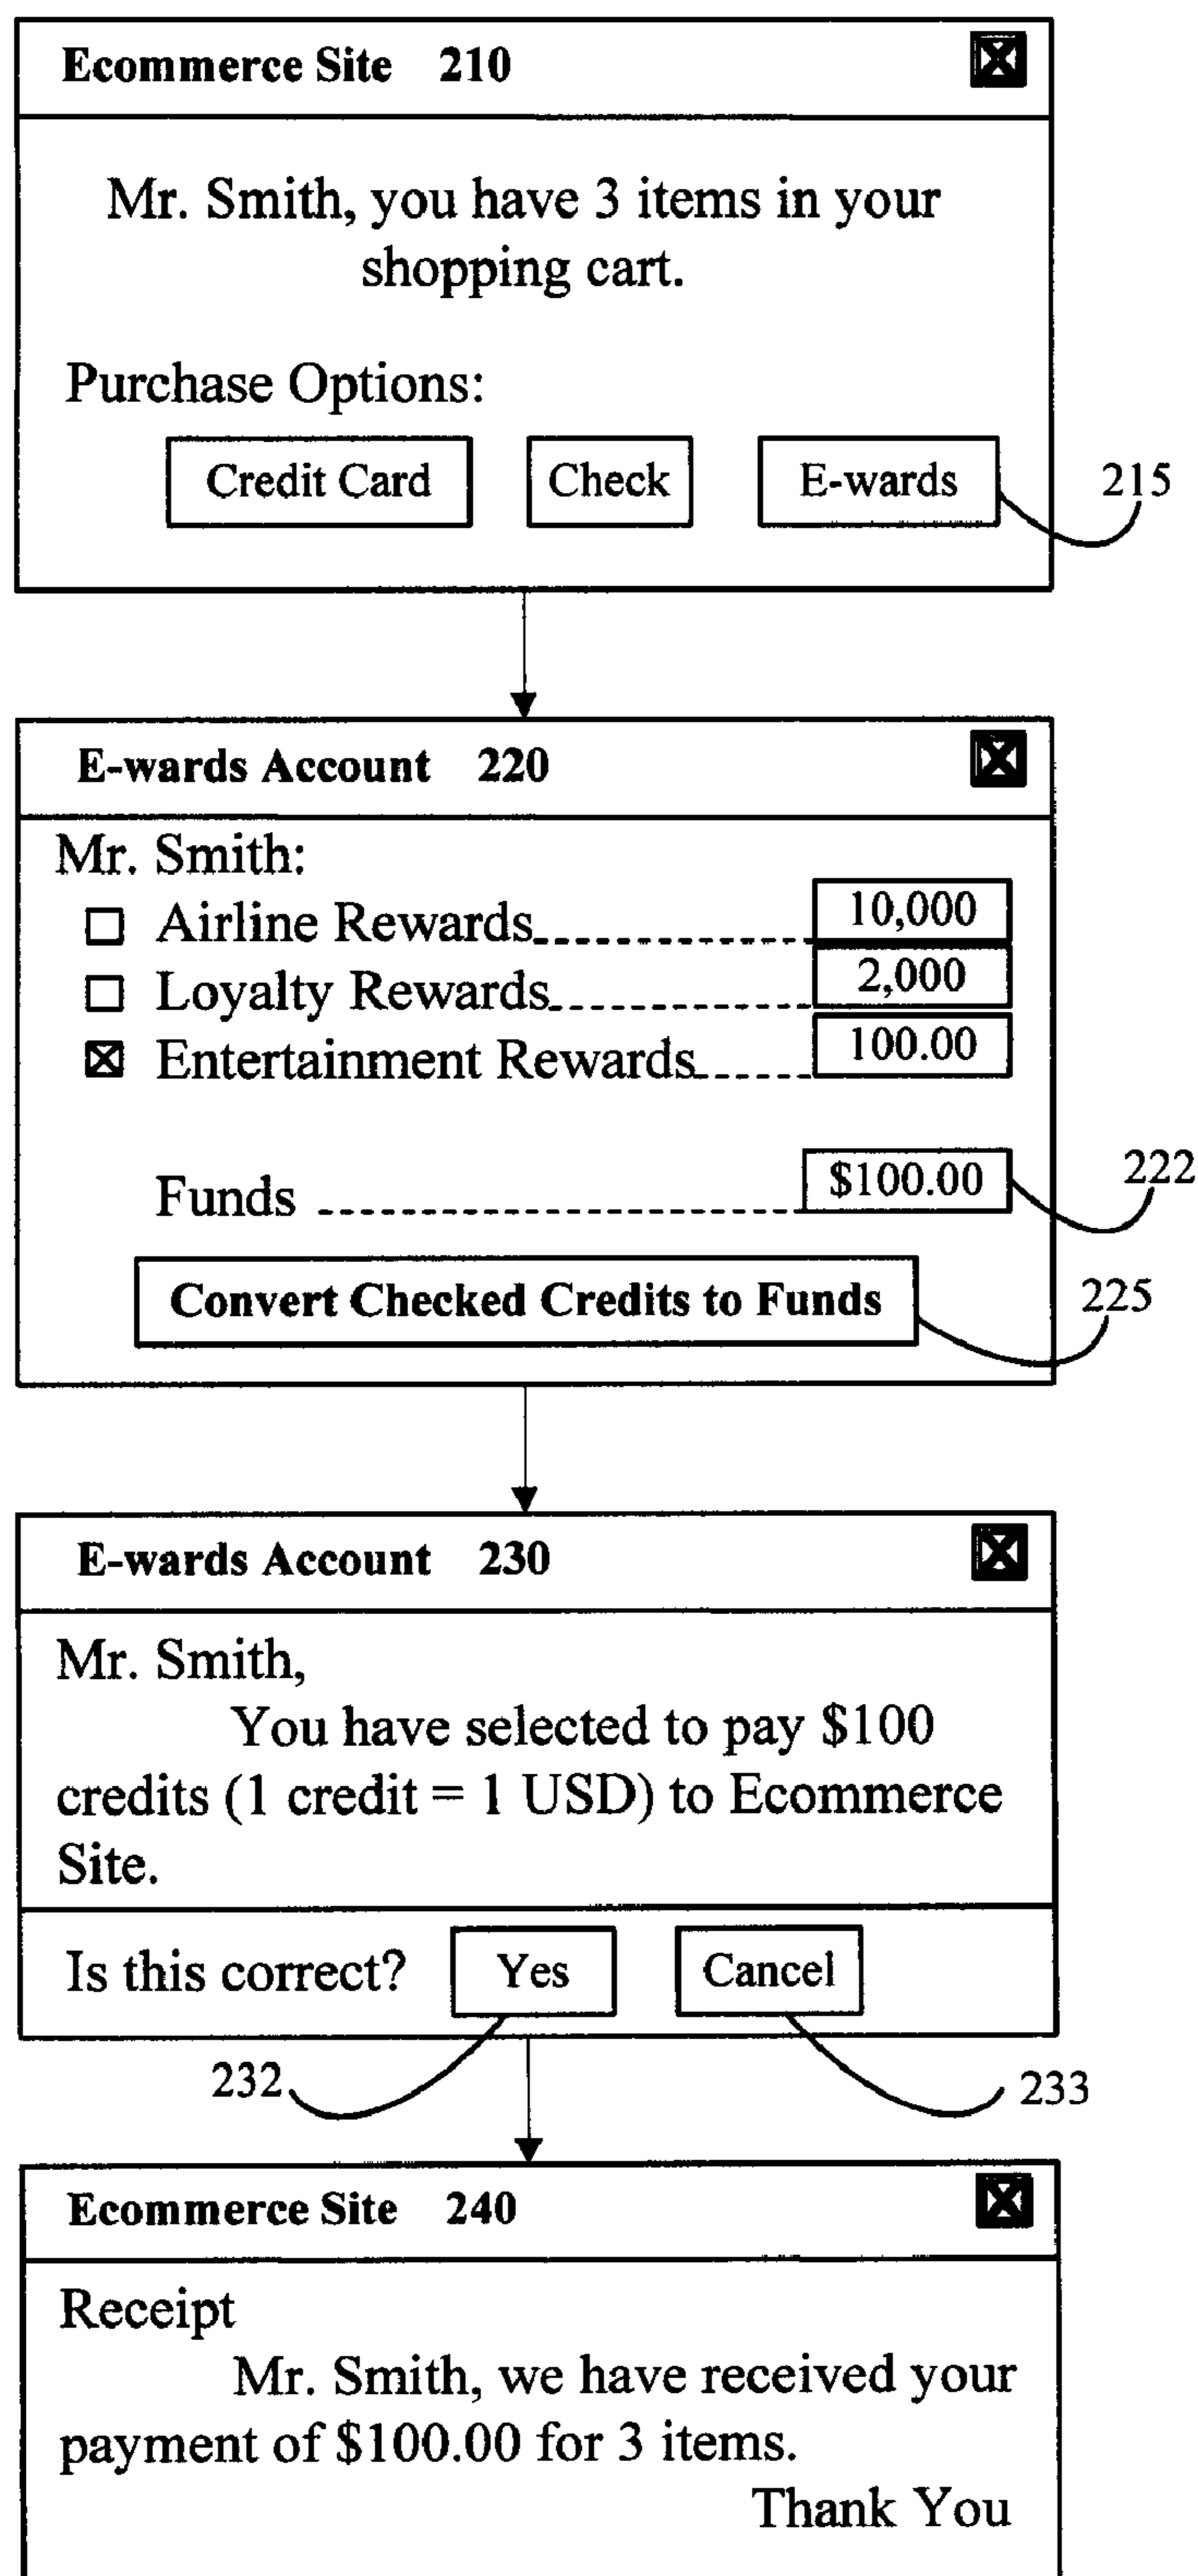 Ecommerce Site 210
Mr. Smith, you have 3 items in your
shopping cart.
Purchase Options:
Credit Card Check E-wards 215
E-wards Account 220
Mr. Smith:
Airline Rewards 10,000
Loyalty Rewards 2,000
Entertainment Rewards 100.00
Funds $100.00 222
Convert Checked Credits to Funds 225
E-wards Account 230
Mr. Smith,
You have selected to pay $100
credits (1 credit = 1 USD) to Ecommerce
Site.
Is this correct? Yes Cancel
232 233
Ecommerce Site 240
Receipt
Mr. Smith, we have received your
payment of $100.00 for 3 items.
Thank You